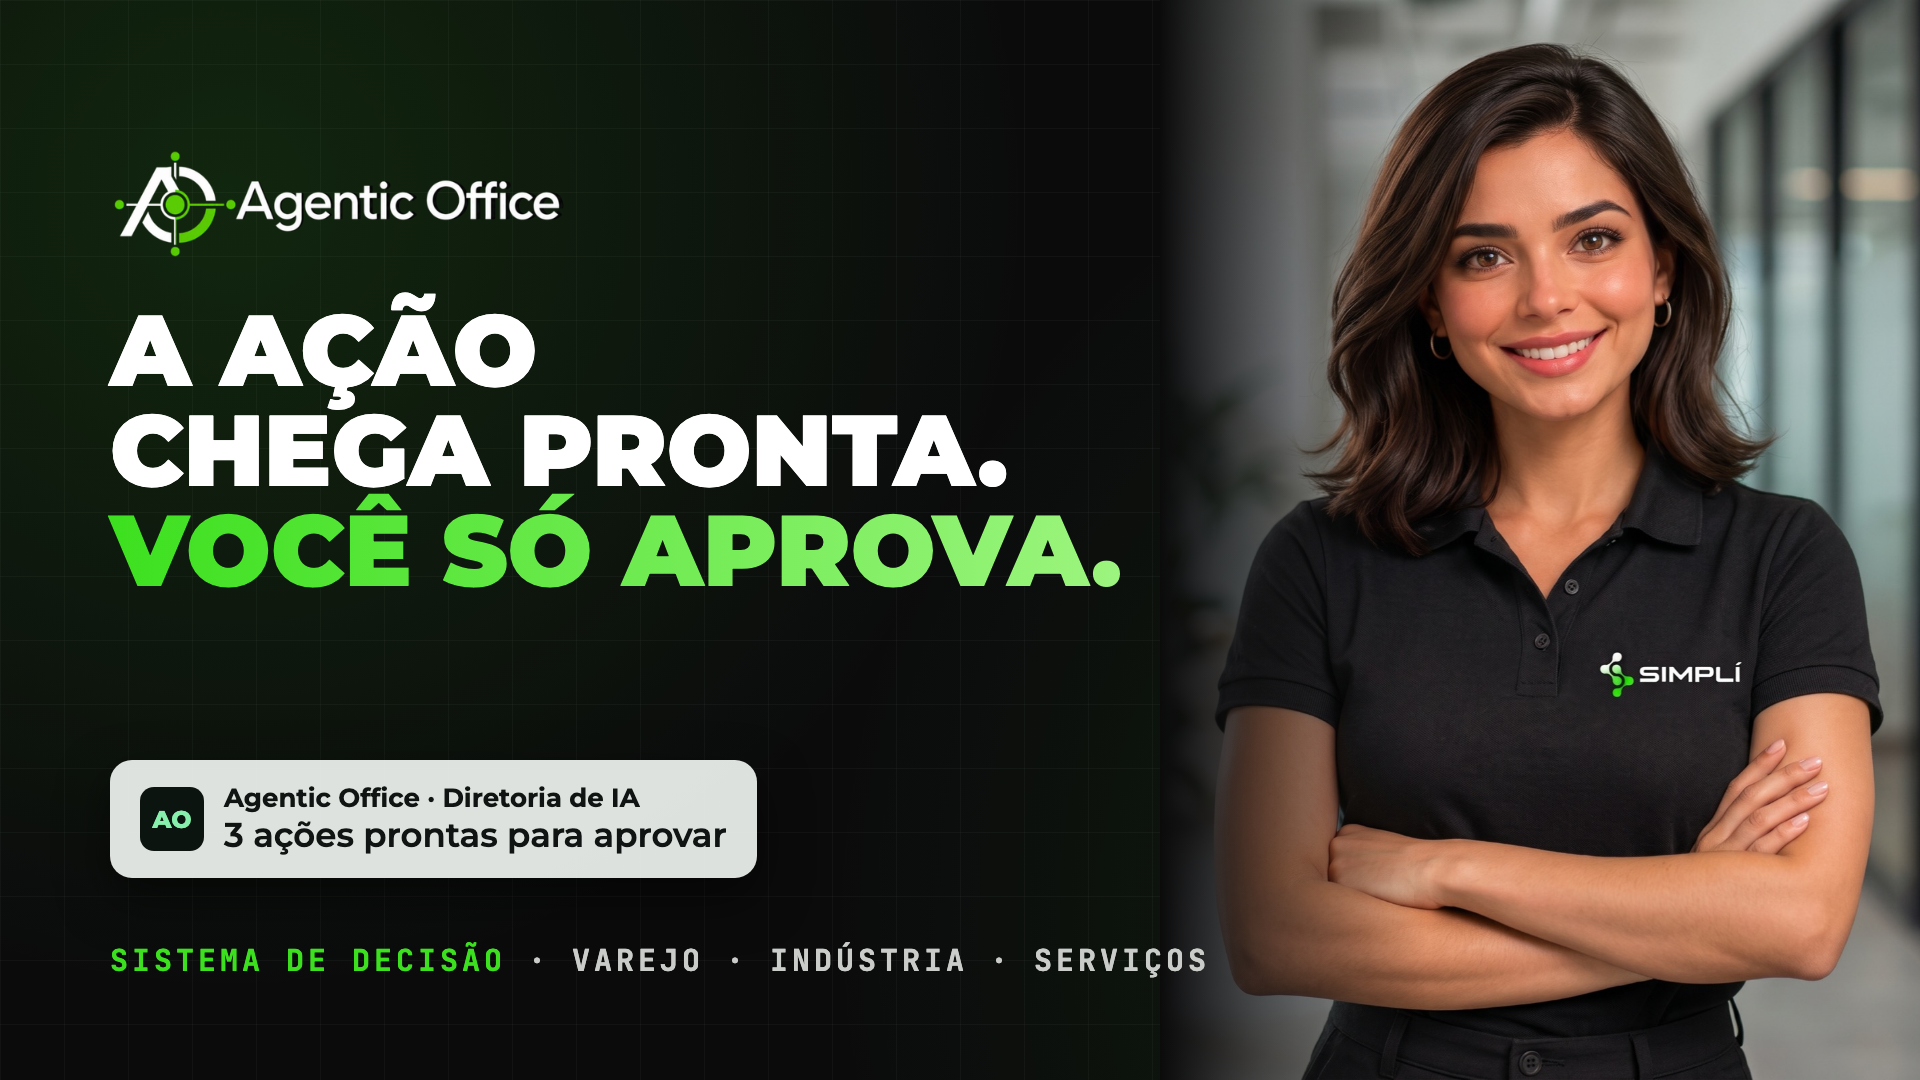 Agentic Office
A AÇÃO
CHEGA PRONTA.
VOCÊ SÓ APROVA.
SIMPLÍ
AO
Agentic Office · Diretoria de IA
3 ações prontas para aprovar
SISTEMA DE DECISÃO · VAREJO · INDÚSTRIA · SERVIÇOS